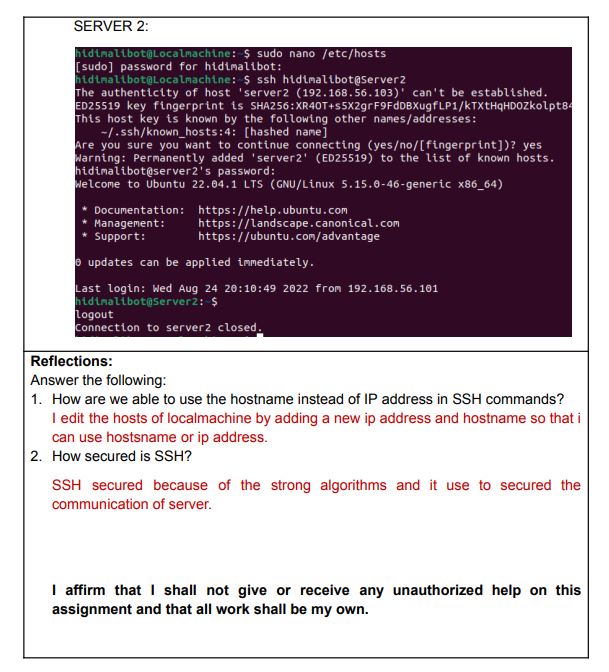 SERVER 2:
hidimalibot@Localmachine:~$ sudo nano /etc/hosts
[sudo] password for hidimalibot:
hidimalibot@Localmachine:~$ ssh hidimalibot@Server2
The authenticity of host 'server2 (192.168.56.103)' can't be established.
ED25519 key fingerprint is SHA256:XR4OT+s5X2grF9FdDBXugfLP1/kTXtHqHDOZkolpt84
This host key is known by the following other names/addresses:
~/.ssh/known_hosts:4: [hashed name]
Are you sure you want to continue connecting (yes/no/[fingerprint])? yes
Warning: Permanently added 'server2' (ED25519) to the list of known hosts.
hidimalibot@server2's password:
Welcome to Ubuntu 22.04.1 LTS (GNU/Linux 5.15.0-46-generic x86_64)
* Documentation: https://help.ubuntu.com
* Management: https://landscape.canonical.com
* Support: https://ubuntu.com/advantage
0 updates can be applied immediately.
Last login: Wed Aug 24 20:10:49 2022 from 192.168.56.101
hidimalibot@Server2:~$
logout
Connection to server2 closed.
Reflections:
Answer the following:
1. How are we able to use the hostname instead of IP address in SSH commands?
I edit the hosts of localmachine by adding a new ip address and hostname so that i
can use hostsname or ip address.
2. How secured is SSH?
SSH secured because of the strong algorithms and it use to secured the
communication of server.
I affirm that I shall not give or receive any unauthorized help on this
assignment and that all work shall be my own.